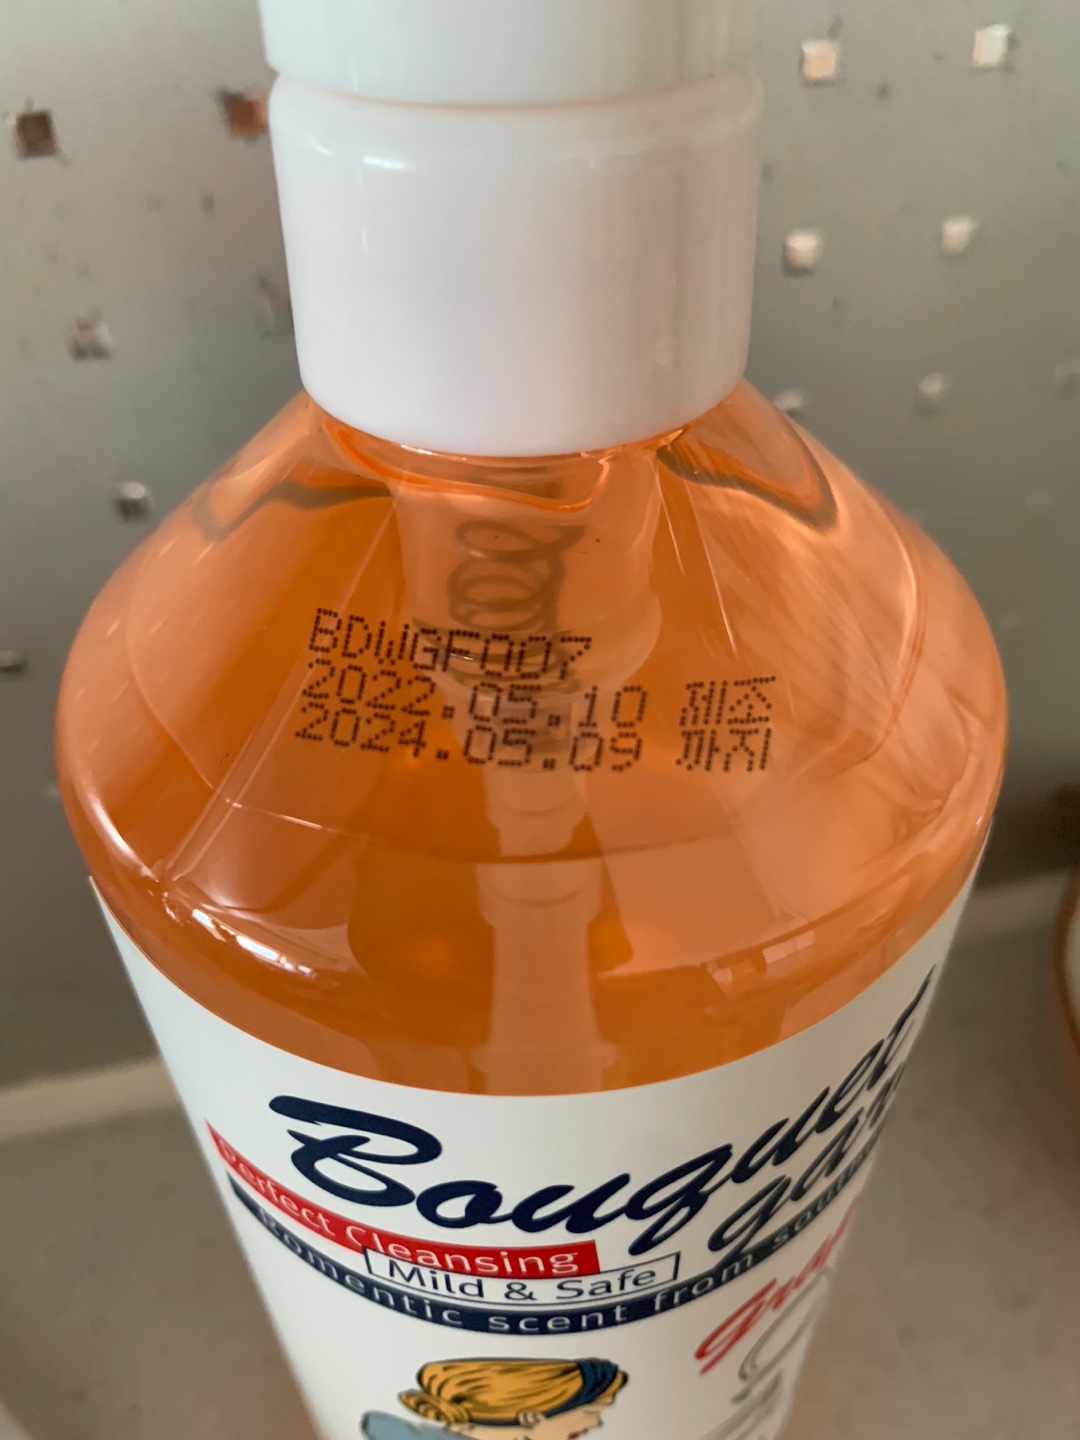 BDWGF007
2022.05.10 제조
2024.05.09 까지
Bouquet
Perfect Cleansing
Mild & Safe
Romentic scent from